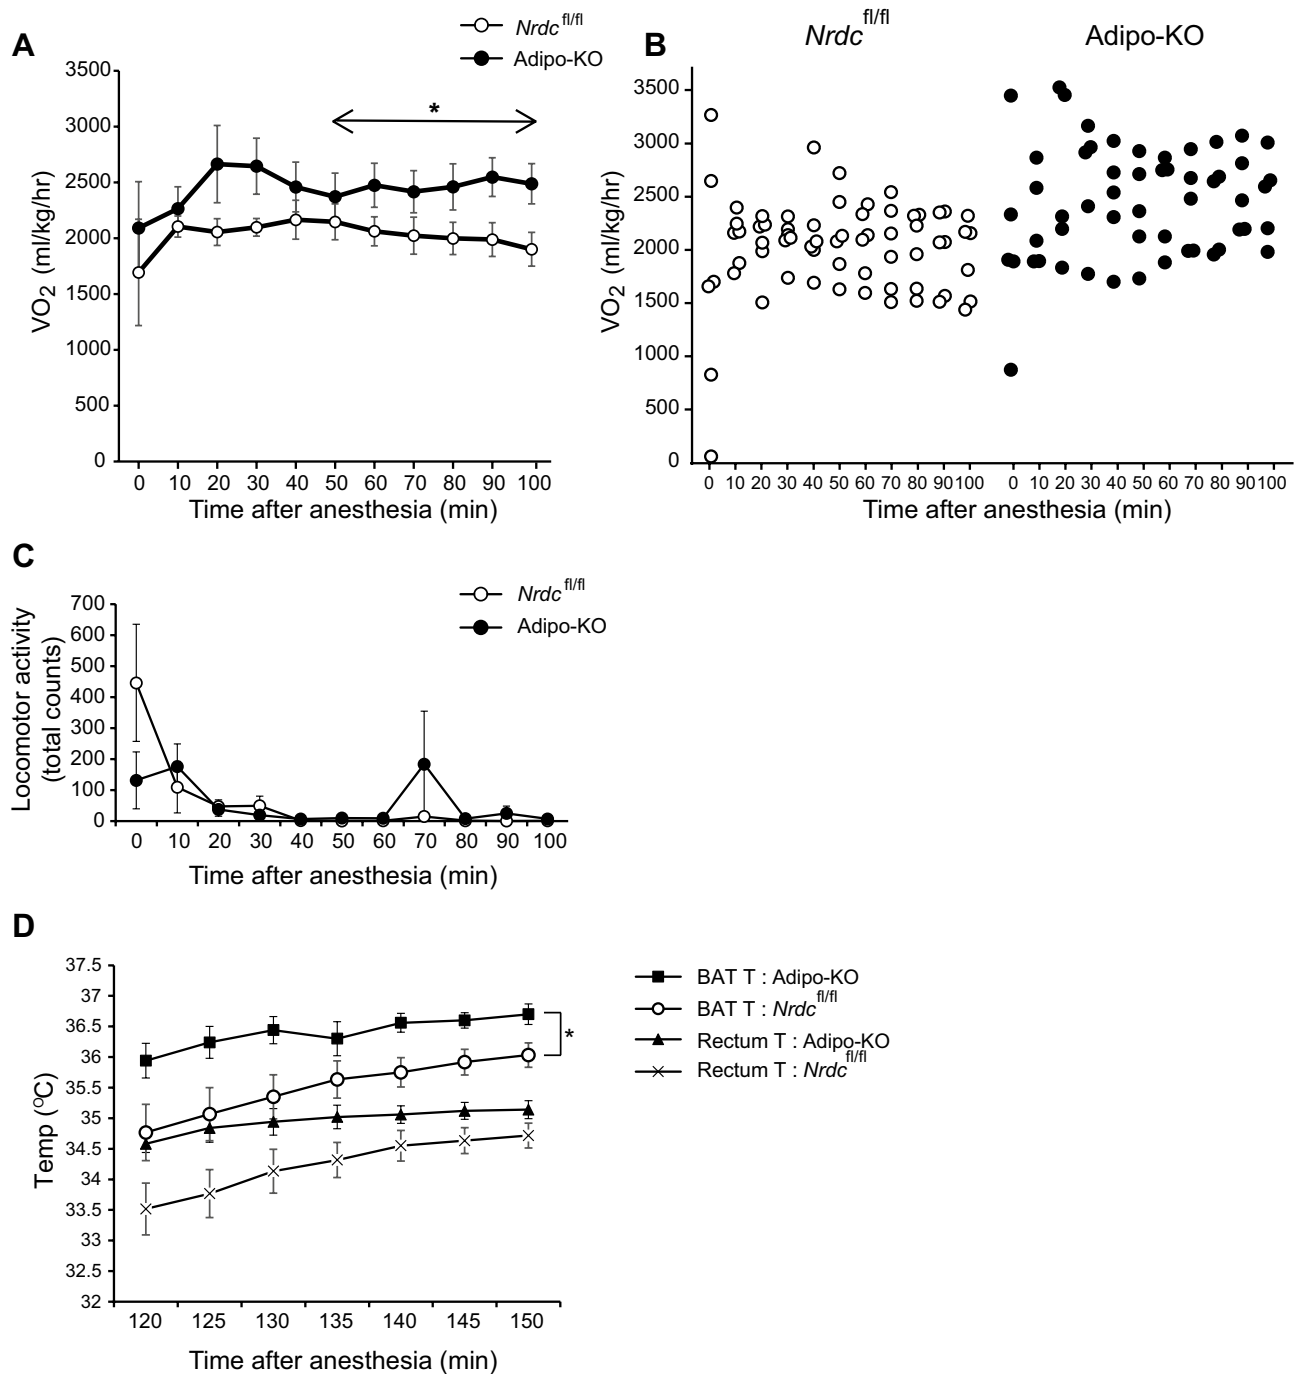 A
Nrdc fl/fl
Adipo-KO
3500
3000
2500
2000
1500
1000
500
0
VO2 (ml/kg/hr)
*
0 10 20 30 40 50 60 70 80 90 100
Time after anesthesia (min)
B
Nrdc fl/fl
Adipo-KO
3500
3000
2500
2000
1500
1000
500
0
VO2 (ml/kg/hr)
0 10 20 30 40 50 60 70 80 90 100
0 10 20 30 40 50 60 70 80 90 100
Time after anesthesia (min)
C
Nrdc fl/fl
Adipo-KO
700
600
500
400
300
200
100
0
Locomotor activity
(total counts)
0 10 20 30 40 50 60 70 80 90 100
Time after anesthesia (min)
D
37.5
37
36.5
36
35.5
35
34.5
34
33.5
33
32.5
32
Temp (°C)
*
BAT T : Adipo-KO
BAT T : Nrdc fl/fl
Rectum T : Adipo-KO
Rectum T : Nrdc fl/fl
120 125 130 135 140 145 150
Time after anesthesia (min)